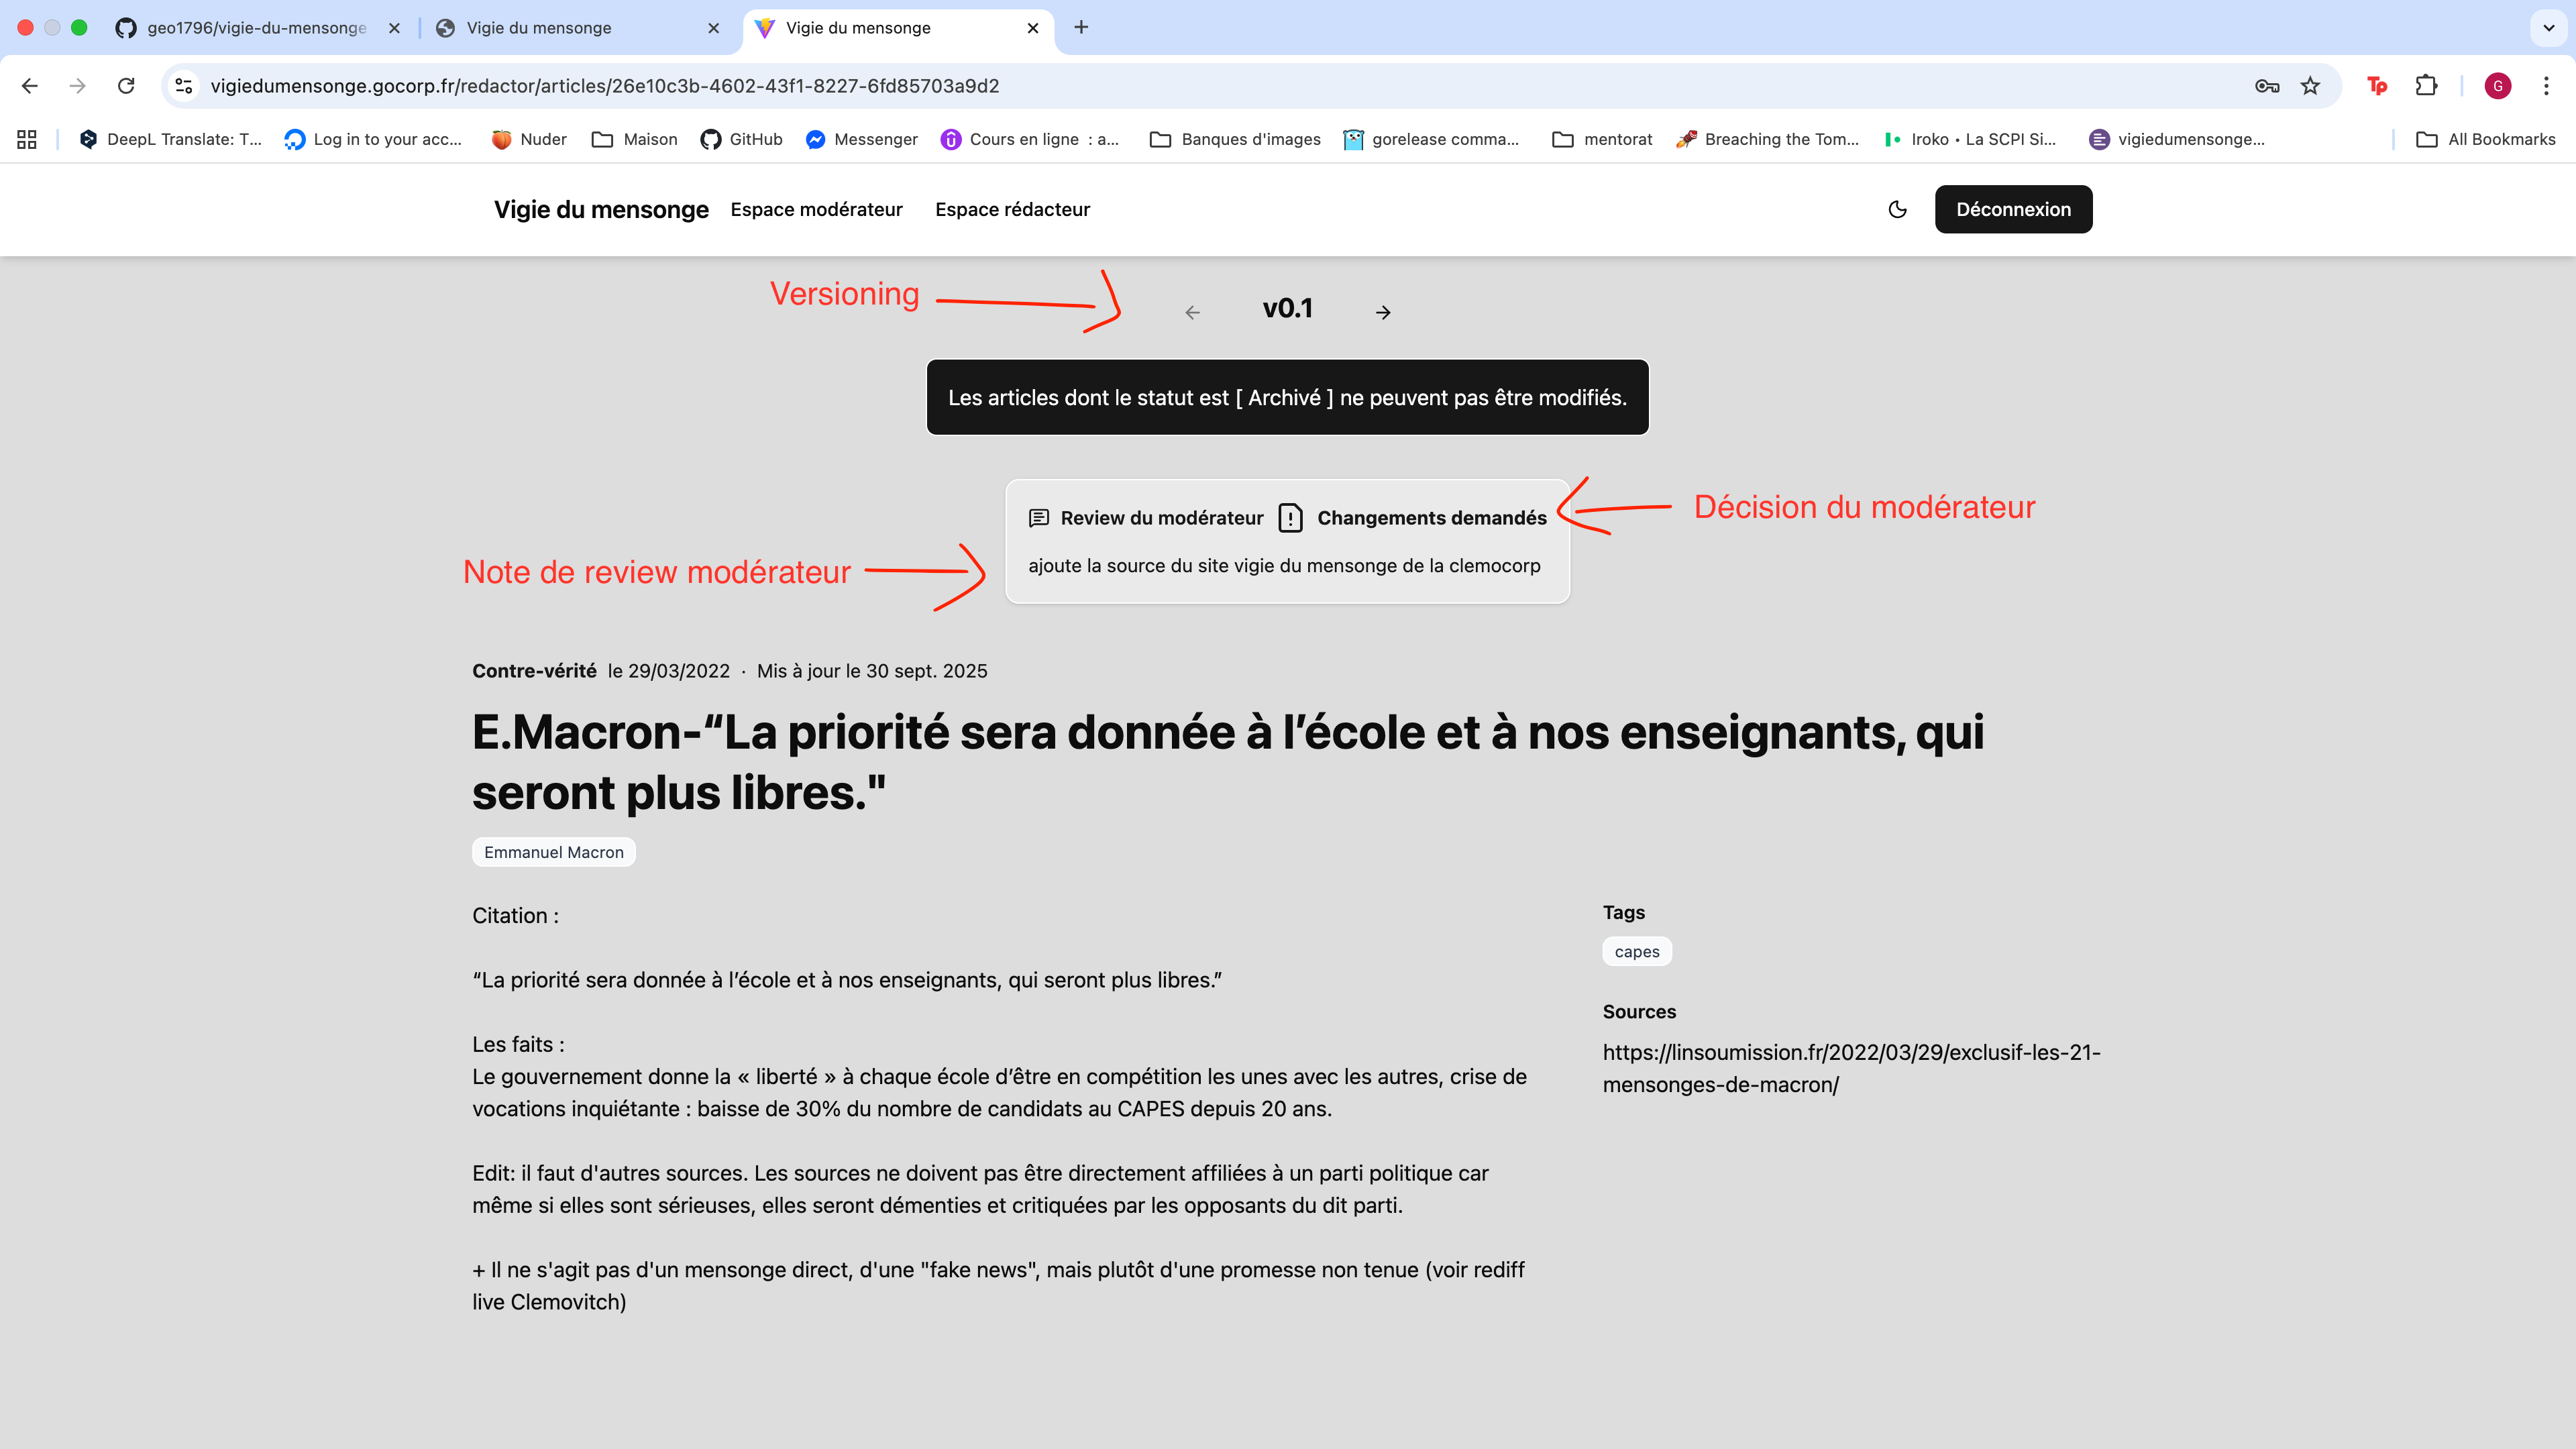 geo1796/vigie-du-mensonge
Vigie du mensonge
Vigie du mensonge
vigiedumensonge.gocorp.fr/redactor/articles/26e10c3b-4602-43f1-8227-6fd85703a9d2
Tp
G
DeepL Translate: T...
Log in to your acc...
Nuder
Maison
GitHub
Messenger
Cours en ligne : a...
Banques d'images
gorelease comma...
mentorat
Breaching the Tom...
Iroko • La SCPI Si...
vigiedumensonge...
All Bookmarks
Vigie du mensonge
Espace modérateur
Espace rédacteur
Déconnexion
Versioning
v0.1
Les articles dont le statut est [ Archivé ] ne peuvent pas être modifiés.
Review du modérateur
Changements demandés
Décision du modérateur
Note de review modérateur
ajoute la source du site vigie du mensonge de la clemocorp
Contre-vérité le 29/03/2022 · Mis à jour le 30 sept. 2025
E.Macron-“La priorité sera donnée à l’école et à nos enseignants, qui
seront plus libres."
Emmanuel Macron
Citation :
“La priorité sera donnée à l’école et à nos enseignants, qui seront plus libres.”
Les faits :
Le gouvernement donne la « liberté » à chaque école d’être en compétition les unes avec les autres, crise de
vocations inquiétante : baisse de 30% du nombre de candidats au CAPES depuis 20 ans.
Edit: il faut d'autres sources. Les sources ne doivent pas être directement affiliées à un parti politique car
même si elles sont sérieuses, elles seront démenties et critiquées par les opposants du dit parti.
+ Il ne s'agit pas d'un mensonge direct, d'une "fake news", mais plutôt d'une promesse non tenue (voir rediff
live Clemovitch)
Tags
capes
Sources
https://linsoumission.fr/2022/03/29/exclusif-les-21-
mensonges-de-macron/